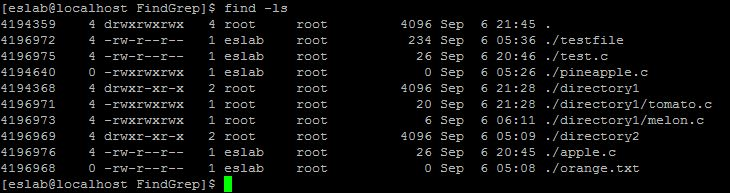 [eslab@localhost FindGrep]$ find -ls
4194359 4 drwxrwxrwx 4 root root 4096 Sep 6 21:45 .
4196972 4 -rw-r--r-- 1 eslab root 234 Sep 6 05:36 ./testfile
4196975 4 -rw-r--r-- 1 eslab root 26 Sep 6 20:46 ./test.c
4194640 0 -rwxrwxrwx 1 eslab root 0 Sep 6 05:26 ./pineapple.c
4194368 4 drwxr-xr-x 2 root root 4096 Sep 6 21:28 ./directory1
4196971 4 -rwxrwxrwx 1 root root 20 Sep 6 21:28 ./directory1/tomato.c
4196973 4 -rwxrwxrwx 1 eslab root 6 Sep 6 06:11 ./directory1/melon.c
4196969 4 drwxr-xr-x 2 root root 4096 Sep 6 05:09 ./directory2
4196976 4 -rw-r--r-- 1 eslab root 26 Sep 6 20:45 ./apple.c
4196968 0 -rw-r--r-- 1 eslab root 0 Sep 6 05:08 ./orange.txt
[eslab@localhost FindGrep]$